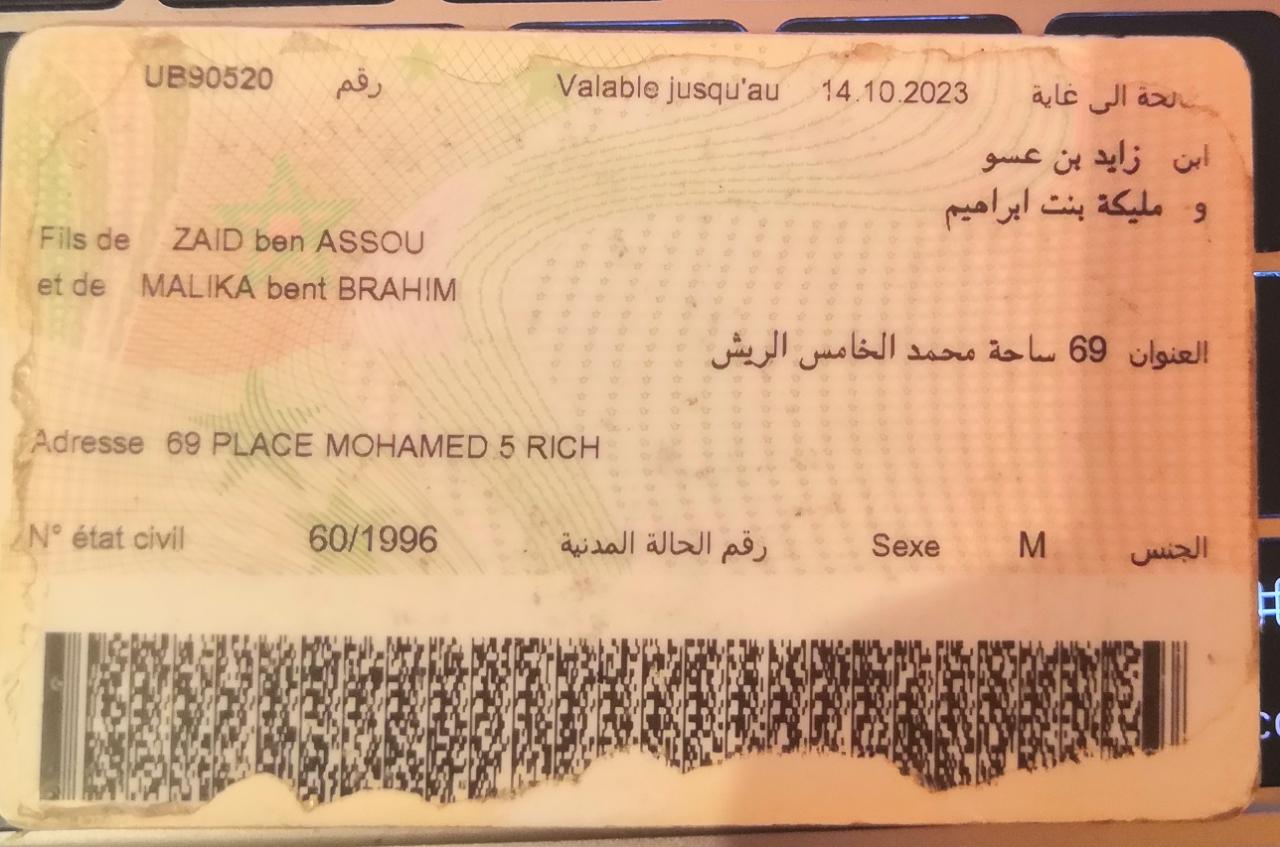 UB90520 رقم Valable jusqu'au 14.10.2023 الى غاية
ابن زايد بن عسو
و مليكة بنت ابراهيم
Fils de ZAID ben ASSOU
et de MALIKA bent BRAHIM
العنوان 69 ساحة محمد الخامس الريش
Adresse 69 PLACE MOHAMED 5 RICH
N° état civil 60/1996 رقم الحالة المدنية Sexe M الجنس